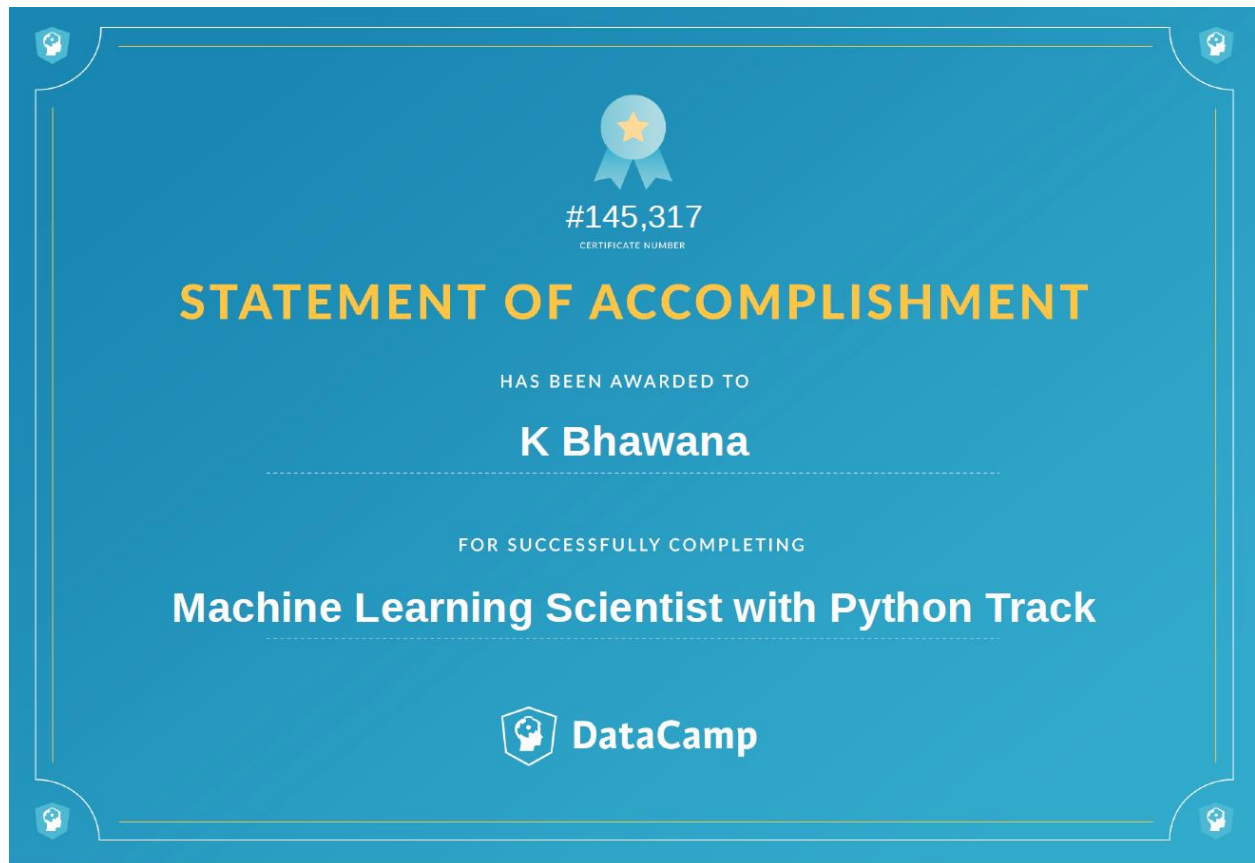 #145,317
CERTIFICATE NUMBER
STATEMENT OF ACCOMPLISHMENT
HAS BEEN AWARDED TO
K Bhawana
FOR SUCCESSFULLY COMPLETING
Machine Learning Scientist with Python Track
DataCamp